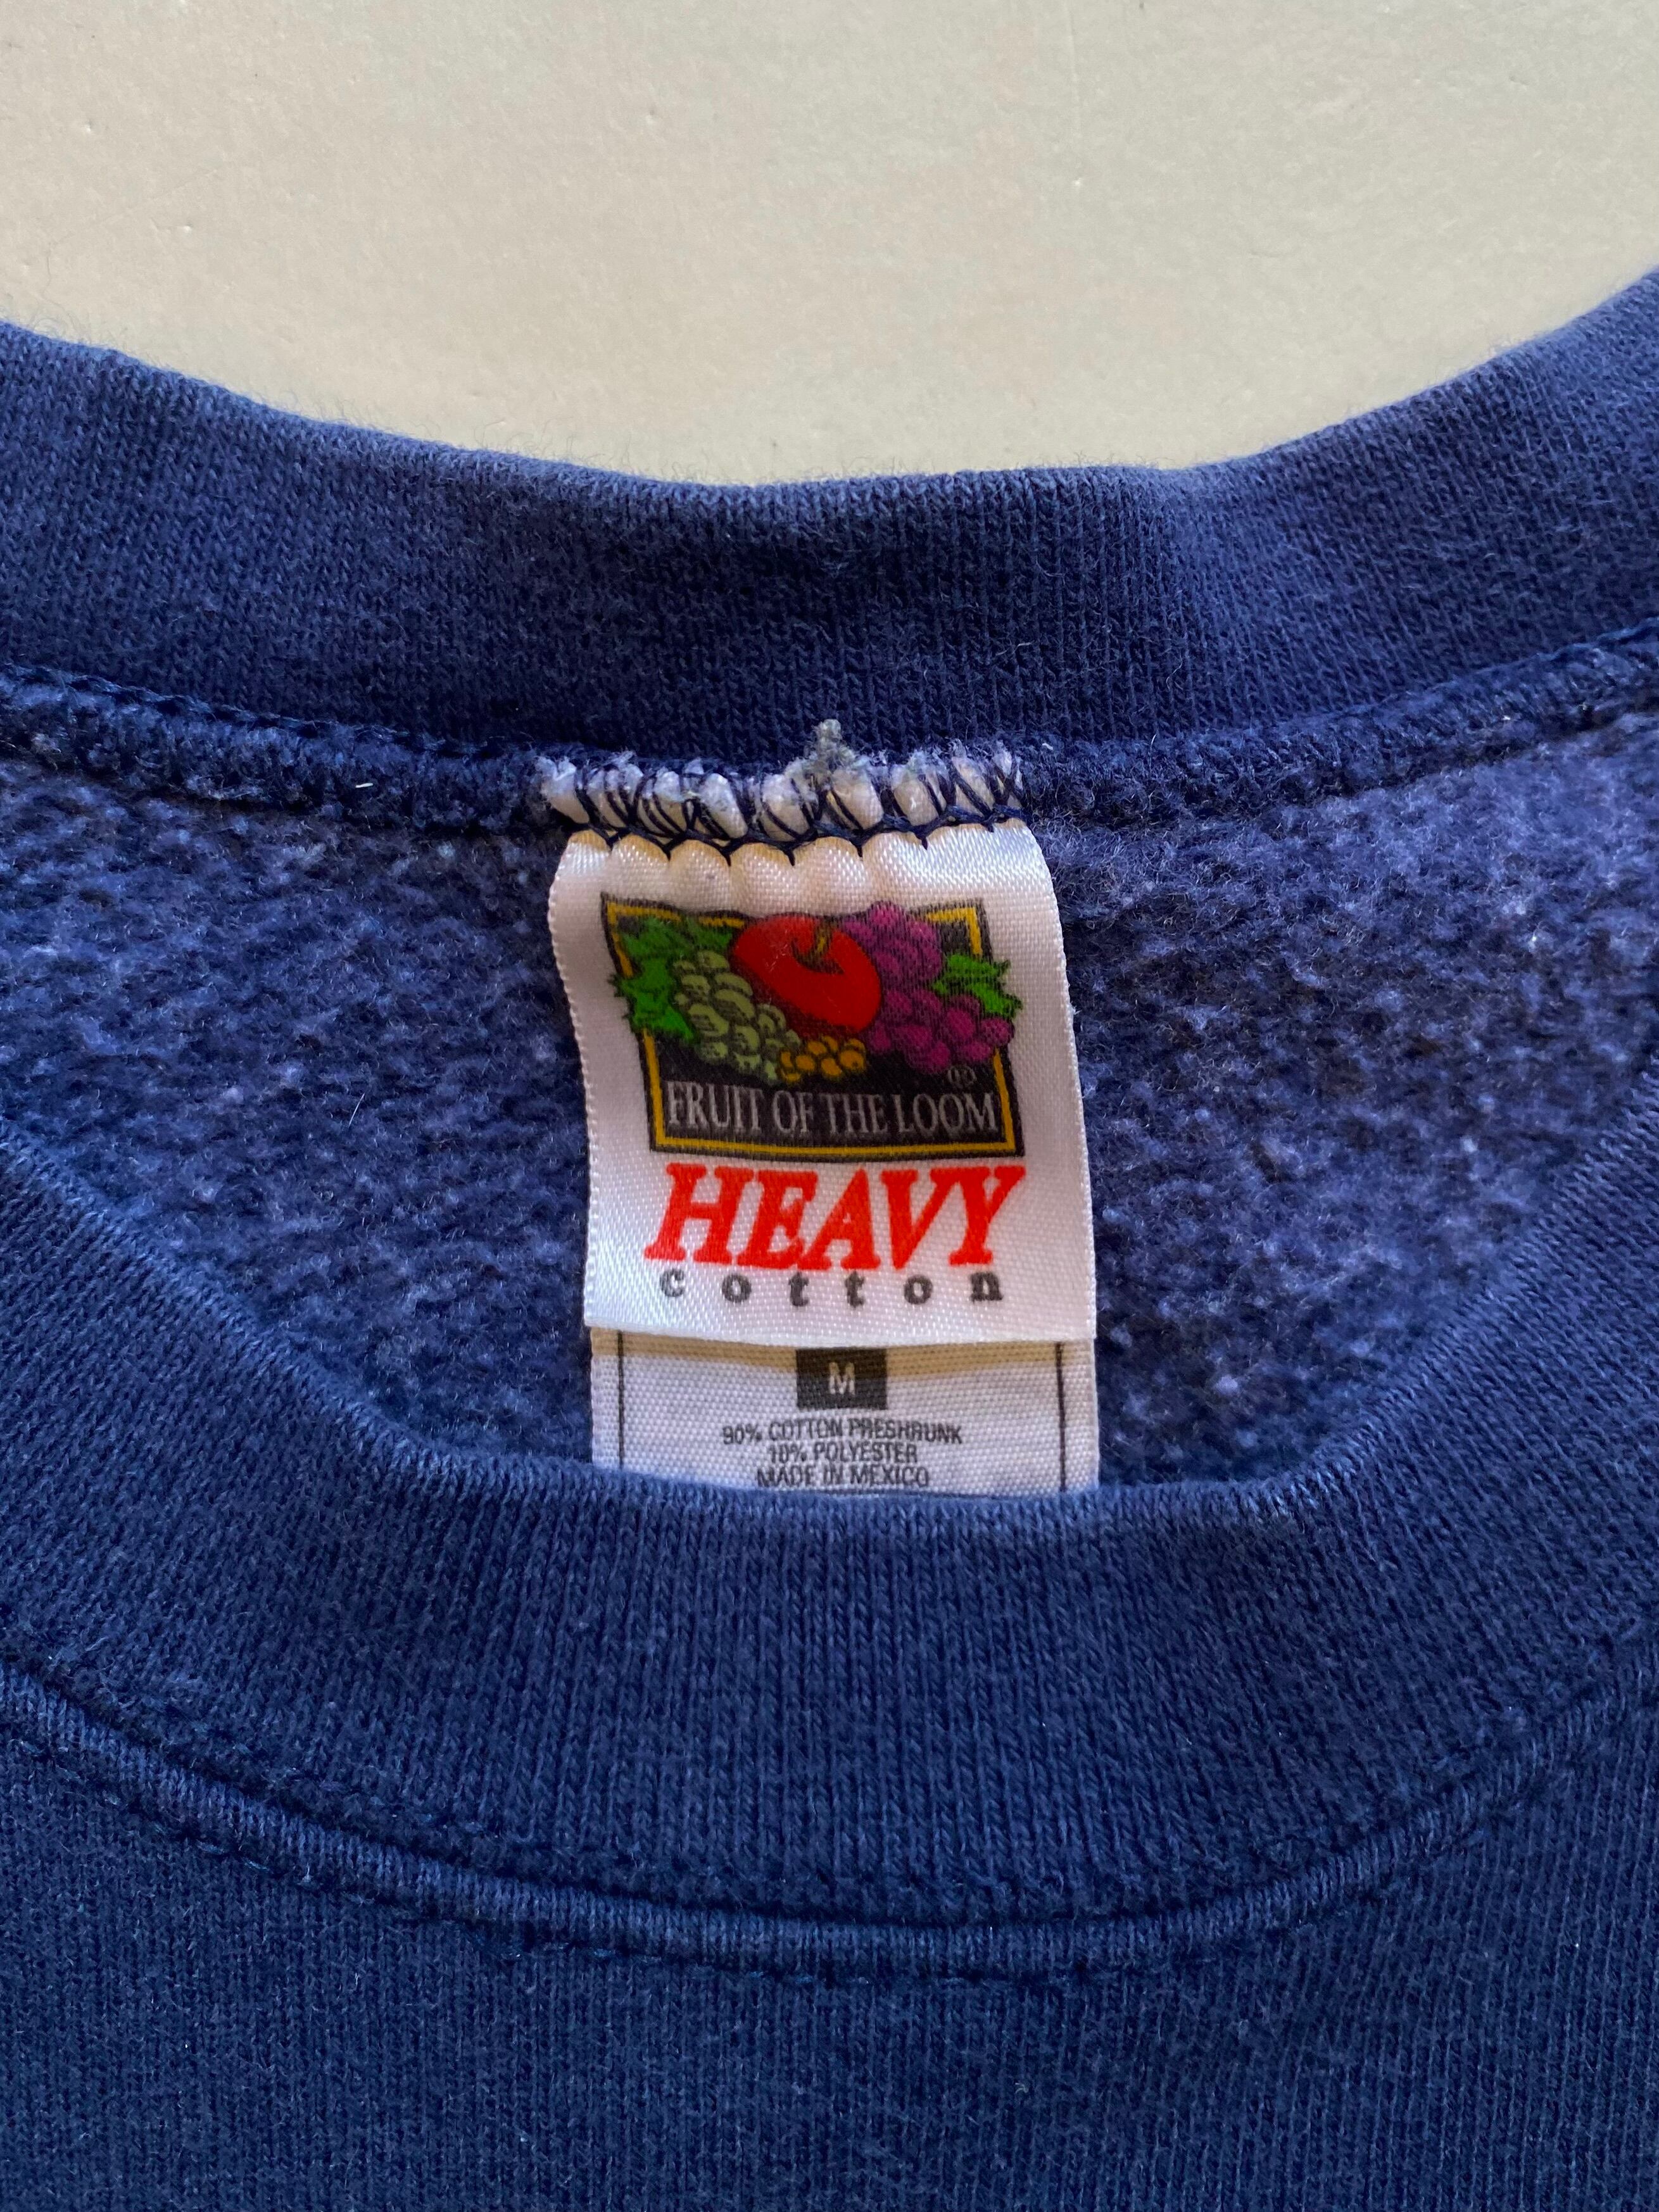 ®
FRUIT OF THE LOOM
HEAVY
cotton
M
90% COTTON PRESHRUNK
10% POLYESTER
MADE IN MEXICO